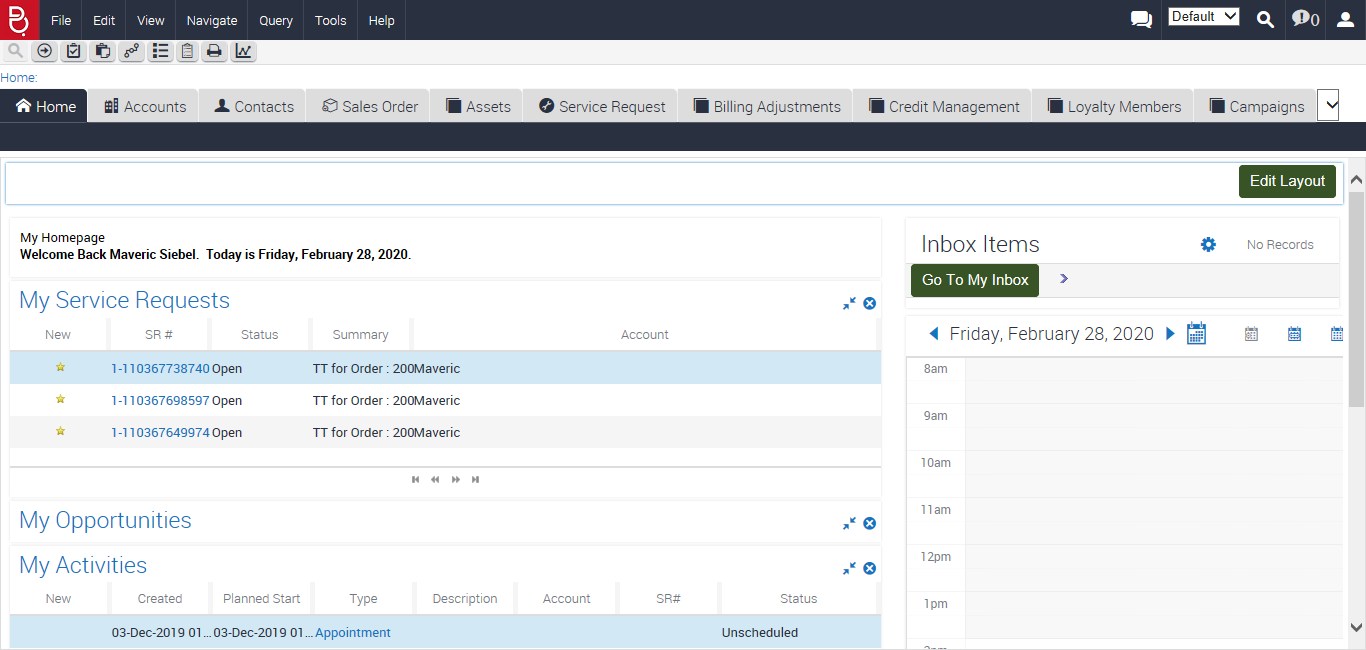 File Edit View Navigate Query Tools Help
Default
0
Home:
Home Accounts Contacts Sales Order Assets Service Request Billing Adjustments Credit Management Loyalty Members Campaigns
Edit Layout
My Homepage
Welcome Back Maveric Siebel. Today is Friday, February 28, 2020.
My Service Requests
New SR # Status Summary Account
1-110367738740 Open TT for Order : 200Maveric
1-110367698597 Open TT for Order : 200Maveric
1-110367649974 Open TT for Order : 200Maveric
My Opportunities
My Activities
New Created Planned Start Type Description Account SR# Status
03-Dec-2019 01... 03-Dec-2019 01... Appointment Unscheduled
Inbox Items No Records
Go To My Inbox
Friday, February 28, 2020
8am
9am
10am
11am
12pm
1pm